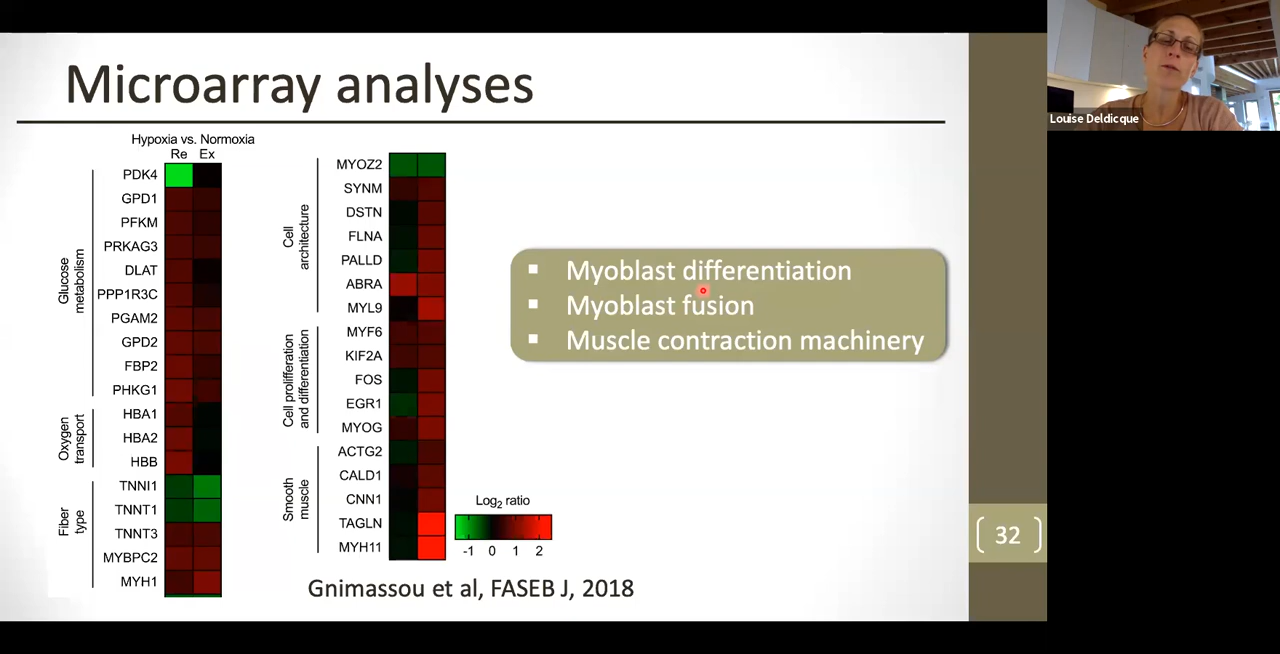 Microarray analyses
Hypoxia vs. Normoxia
Re Ex
Glucose
metabolism
PDK4
GPD1
PFKM
PRKAG3
DLAT
PPP1R3C
PGAM2
GPD2
FBP2
PHKG1
Oxygen
transport
HBA1
HBA2
HBB
Fiber
type
TNNI1
TNNT1
TNNT3
MYBPC2
MYH1
Cell
architecture
MYOZ2
SYNM
DSTN
FLNA
PALLD
ABRA
MYL9
Cell prolifferation
and differentiation
MYF6
KIF2A
FOS
EGR1
MYOG
Smooth
muscle
ACTG2
CALD1
CNN1
TAGLN
MYH11
Log2 ratio
-1 0 1 2
▪ Myoblast differentiation
▪ Myoblast fusion
▪ Muscle contraction machinery
Gnimassou et al, FASEB J, 2018
32
Louise Deldicque